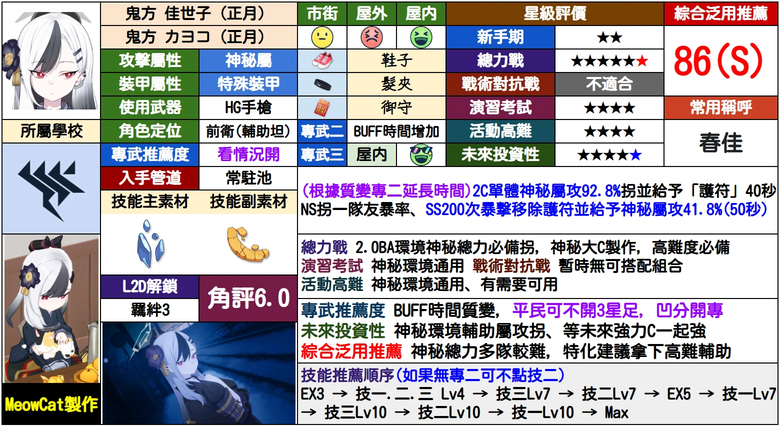 鬼方 佳世子（正月）
鬼方 カヨコ（正月）
市街 屋外 屋内
星級評價
綜合泛用推薦
86(S)
新手期 ★★
攻擊屬性 神秘屬
鞋子
總力戰 ★★★★★★
裝甲屬性 特殊裝甲
髮夾
戰術對抗戰 不適合
使用武器 HG手槍
御守
演習考試 ★★★★
常用稱呼
所屬學校
角色定位 前衛(輔助坦)
專武二 BUFF時間增加
活動高難 ★★★★
春佳
專武推薦度 看情況開
專武三 屋內
未來投資性 ★★★★★
入手管道 常駐池
技能主素材 技能副素材
(根據質變專二延長時間)2C單體神秘屬攻92.8%拐並給予「護符」40秒
NS拐一隊友暴率、SS200次暴擊移除護符並給予神秘屬攻41.8%(50秒)
總力戰 2.0BA環境神秘總力必備拐, 神秘大C製作, 高難度必備
演習考試 神秘環境通用 戰術對抗戰 暫時無可搭配組合
活動高難 神秘環境通用、有需要可用
L2D解鎖
羈絆3
角評6.0
專武推薦度 BUFF時間質變, 平民可不開3星足, 凹分開專
未來投資性 神秘環境輔助屬攻拐、等未來強力C一起強
綜合泛用推薦 神秘總力多隊較難, 特化建議拿下高難輔助
技能推薦順序(如果無專二可不點技二)
EX3 → 技一.二.三 Lv4 → 技三Lv7 → 技二Lv7 → EX5 → 技一Lv7
→ 技三Lv10 → 技二Lv10 → 技一Lv10 → Max
MeowCat製作